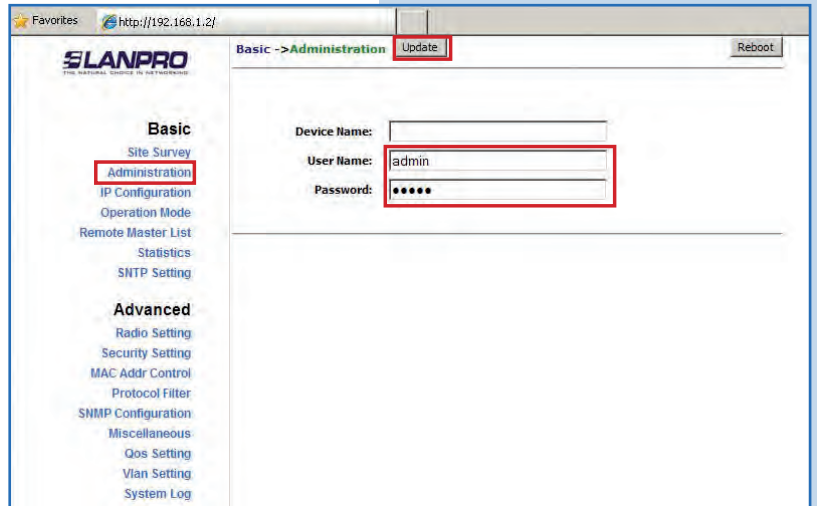 Favorites http://192.168.1.2/
LANPRO
THE NATURAL CHOICE IN NETWORKING
Basic ->Administration Update Reboot
Basic
Site Survey
Administration
IP Configuration
Operation Mode
Remote Master List
Statistics
SNTP Setting
Advanced
Radio Setting
Security Setting
MAC Addr Control
Protocol Filter
SNMP Configuration
Miscellaneous
Qos Setting
Vlan Setting
System Log
Device Name:
User Name: admin
Password: •••••